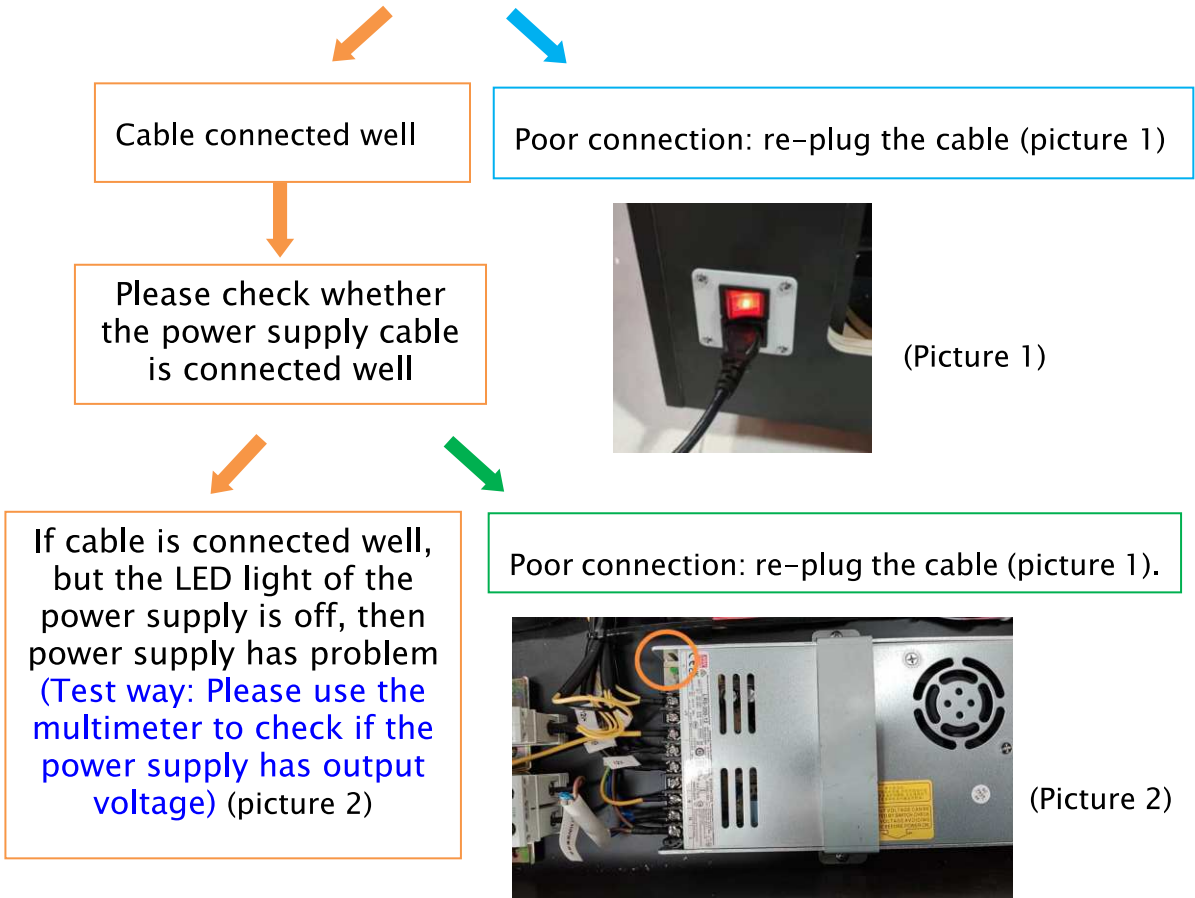 Cable connected well
Poor connection: re-plug the cable (picture 1)
Please check whether
the power supply cable
is connected well
(Picture 1)
If cable is connected well,
but the LED light of the
power supply is off, then
power supply has problem
(Test way: Please use the
multimeter to check if the
power supply has output
voltage) (picture 2)
Poor connection: re-plug the cable (picture 1).
(Picture 2)